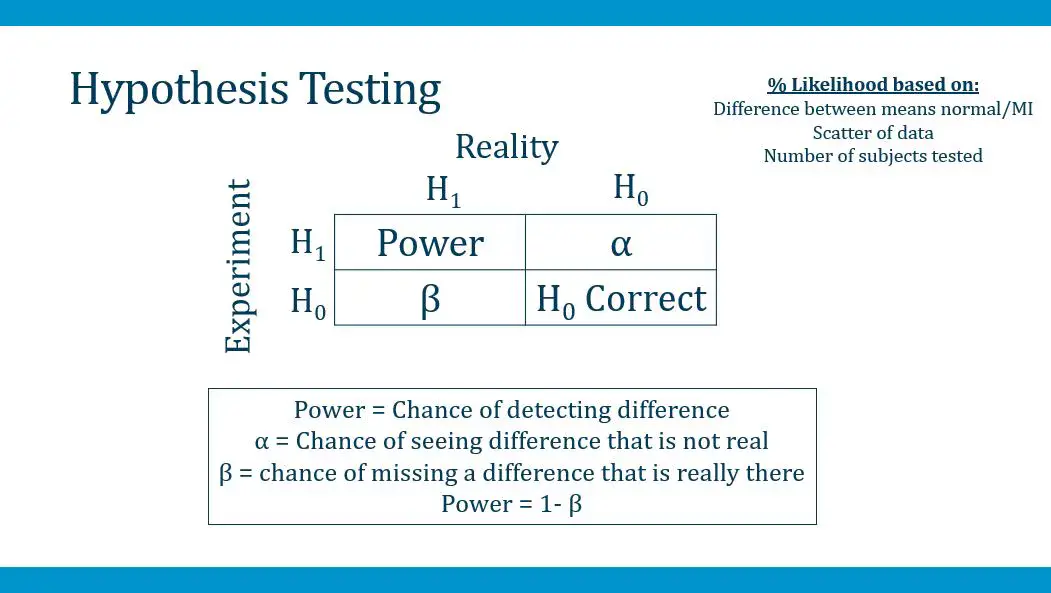 Hypothesis Testing
% Likelihood based on:
Difference between means normal/MI
Scatter of data
Number of subjects tested
Reality
H₁ H₀
Experiment
H₁ Power α
H₀ β H₀ Correct
Power = Chance of detecting difference
α = Chance of seeing difference that is not real
β = chance of missing a difference that is really there
Power = 1- β